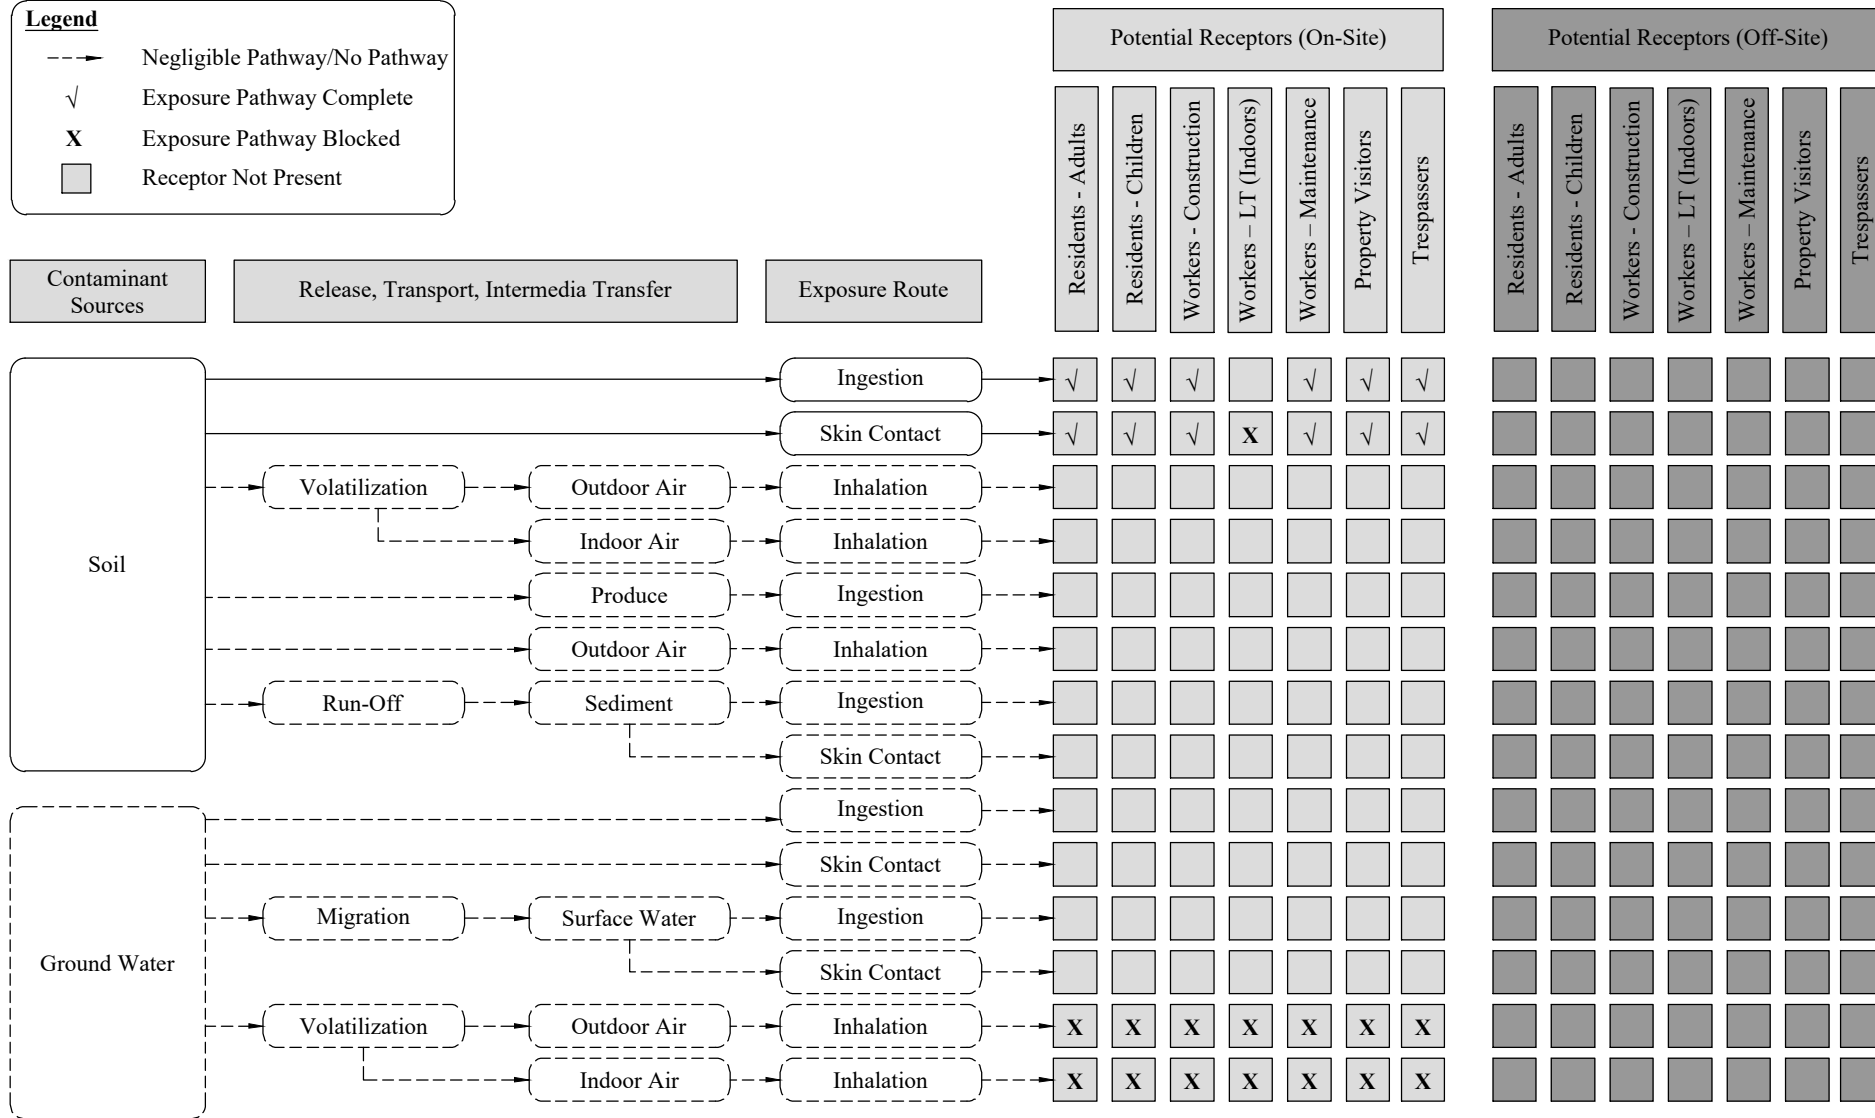 Legend
Negligible Pathway/No Pathway
√ Exposure Pathway Complete
X Exposure Pathway Blocked
Receptor Not Present
Potential Receptors (On-Site)
Potential Receptors (Off-Site)
Residents - Adults
Residents - Children
Workers - Construction
Workers – LT (Indoors)
Workers – Maintenance
Property Visitors
Trespassers
Residents - Adults
Residents - Children
Workers - Construction
Workers – LT (Indoors)
Workers – Maintenance
Property Visitors
Trespassers
Contaminant
Sources
Release, Transport, Intermedia Transfer
Exposure Route
Soil
Ingestion √ √ √ √ √ √
Skin Contact √ √ √ X √ √ √
Volatilization Outdoor Air Inhalation
Indoor Air Inhalation
Produce Ingestion
Outdoor Air Inhalation
Run-Off Sediment Ingestion
Skin Contact
Ground Water
Ingestion
Skin Contact
Migration Surface Water Ingestion
Skin Contact
Volatilization Outdoor Air Inhalation X X X X X X X
Indoor Air Inhalation X X X X X X X